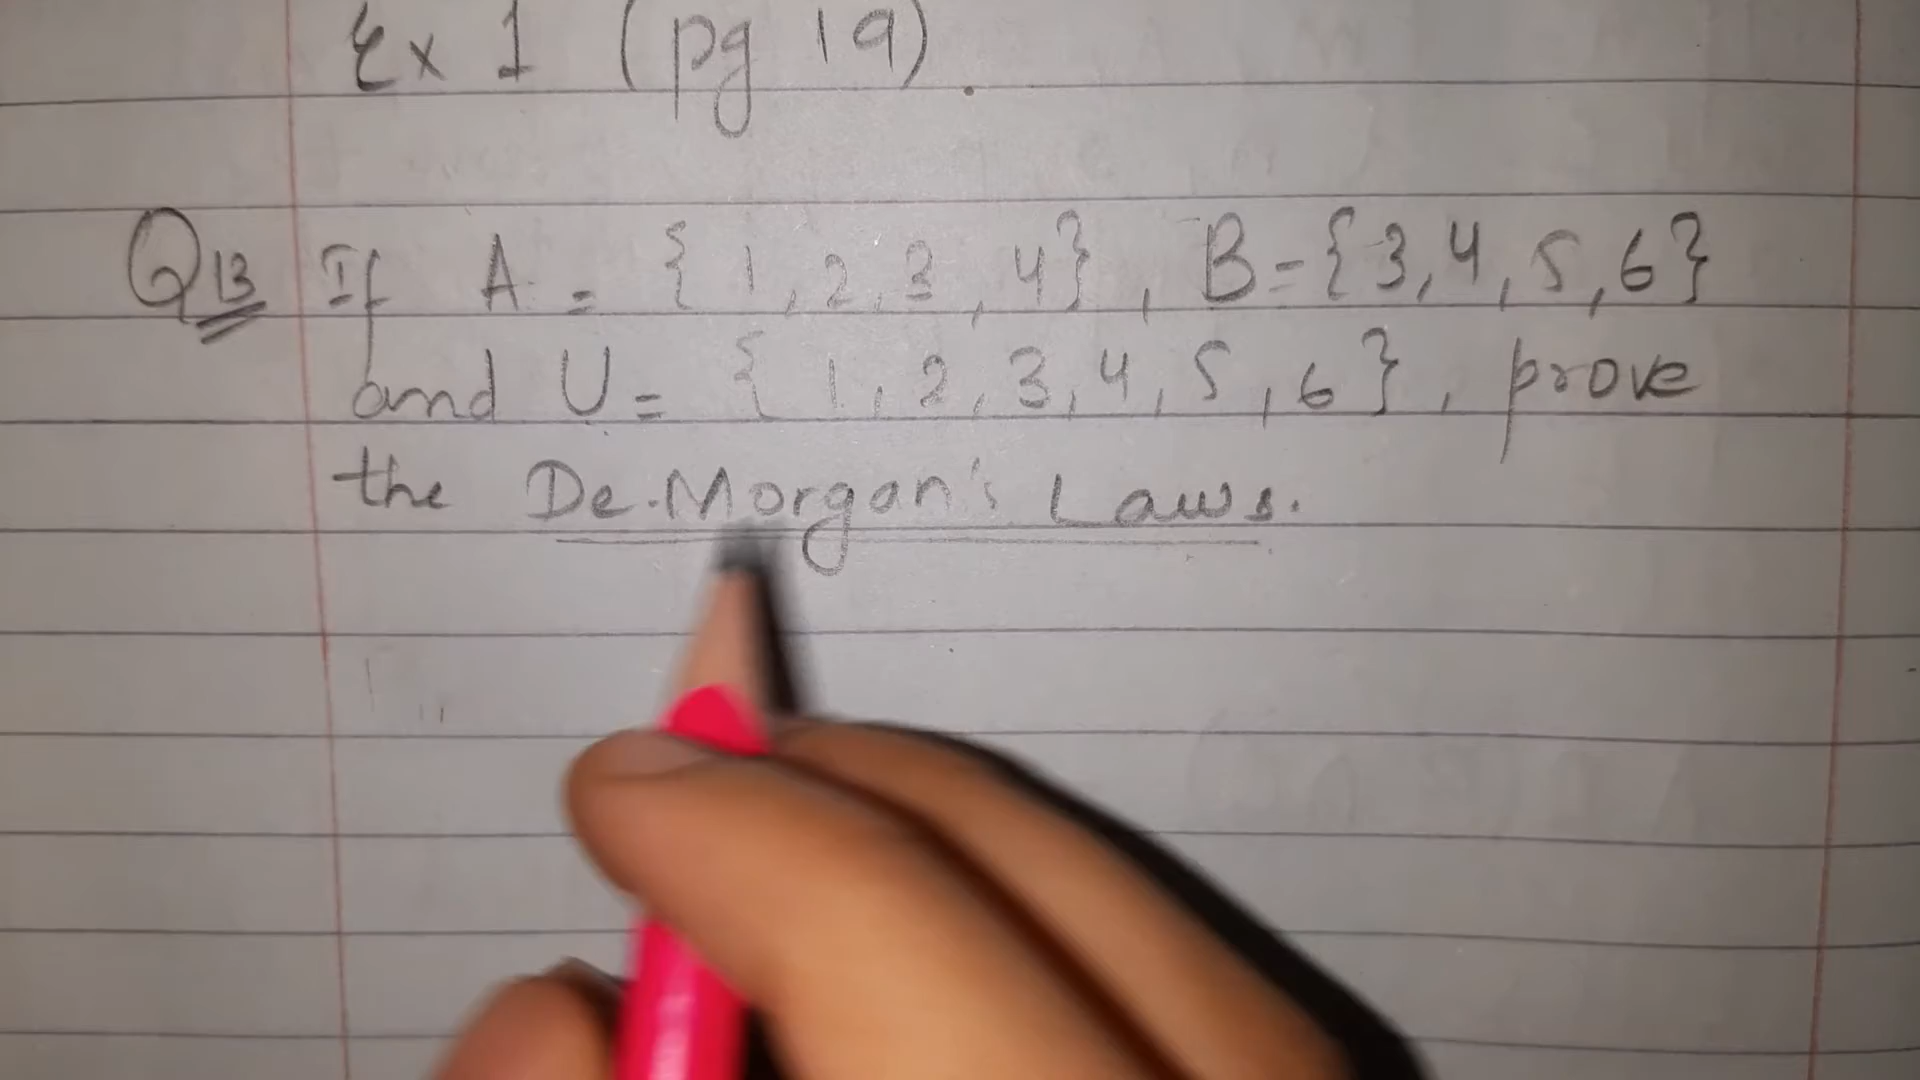 Ex 1 (pg 19)
Q13 If A = { 1, 2, 3, 4}, B={3,4,5,6}
and U= { 1, 2, 3, 4, 5, 6}, prove
the De.Morgan's Laws.